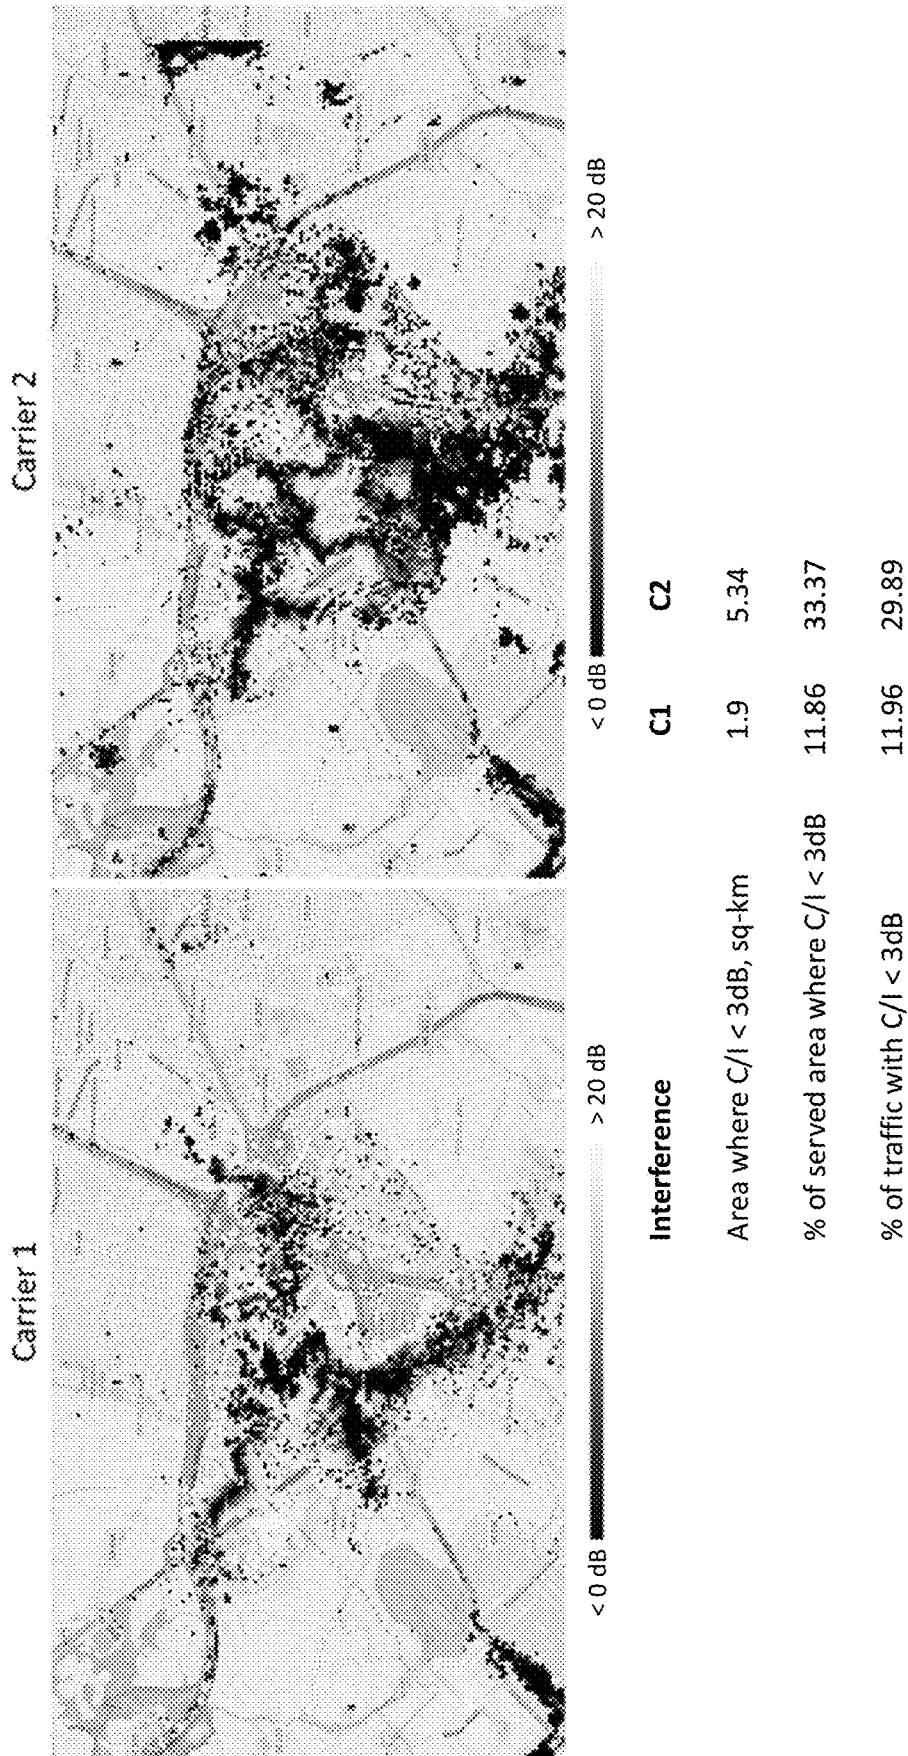 Carrier 1
Carrier 2
< 0 dB > 20 dB
< 0 dB > 20 dB
Interference C1 C2
Area where C/I < 3dB, sq-km 1.9 5.34
% of served area where C/I < 3dB 11.86 33.37
% of traffic with C/I < 3dB 11.96 29.89